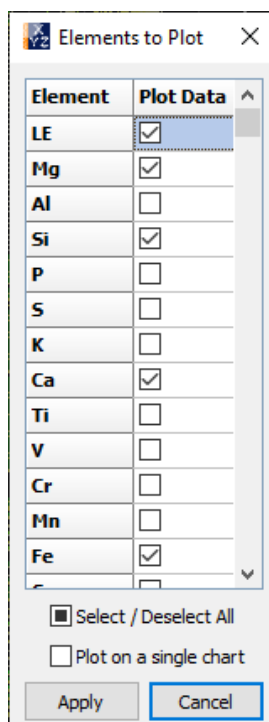 XYZ Elements to Plot
Element Plot Data
LE
Mg
Al
Si
P
S
K
Ca
Ti
V
Cr
Mn
Fe
Select / Deselect All
Plot on a single chart
Apply Cancel